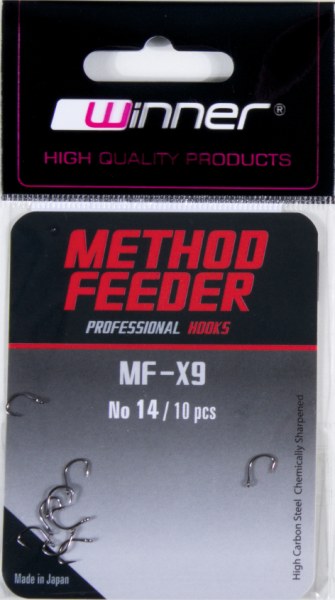 Winner®
HIGH QUALITY PRODUCTS
METHOD
FEEDER
PROFESSIONAL HOOKS
MF-X9
No 14 / 10 pcs
High Carbon Steel Chemically Sharpened
Made in Japan